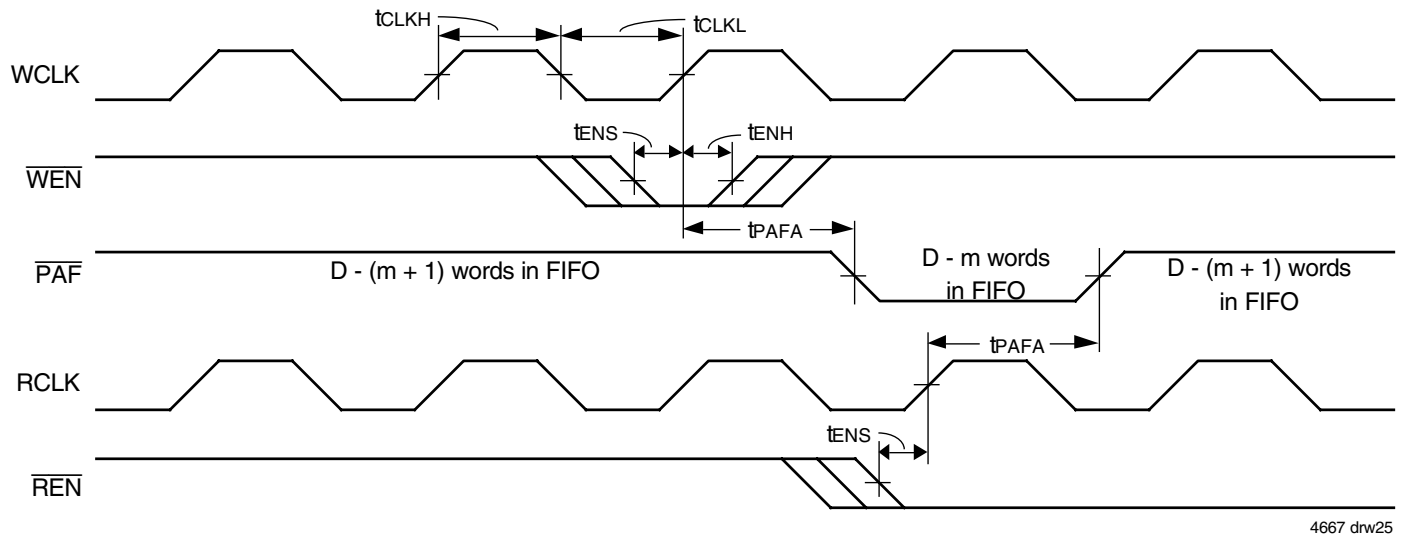 tCLKH
tCLKL
WCLK
tENS
tENH
WEN
tPAFA
PAF
D - (m + 1) words in FIFO
D - m words
in FIFO
D - (m + 1) words
in FIFO
tPAFA
RCLK
tENS
REN
4667 drw25